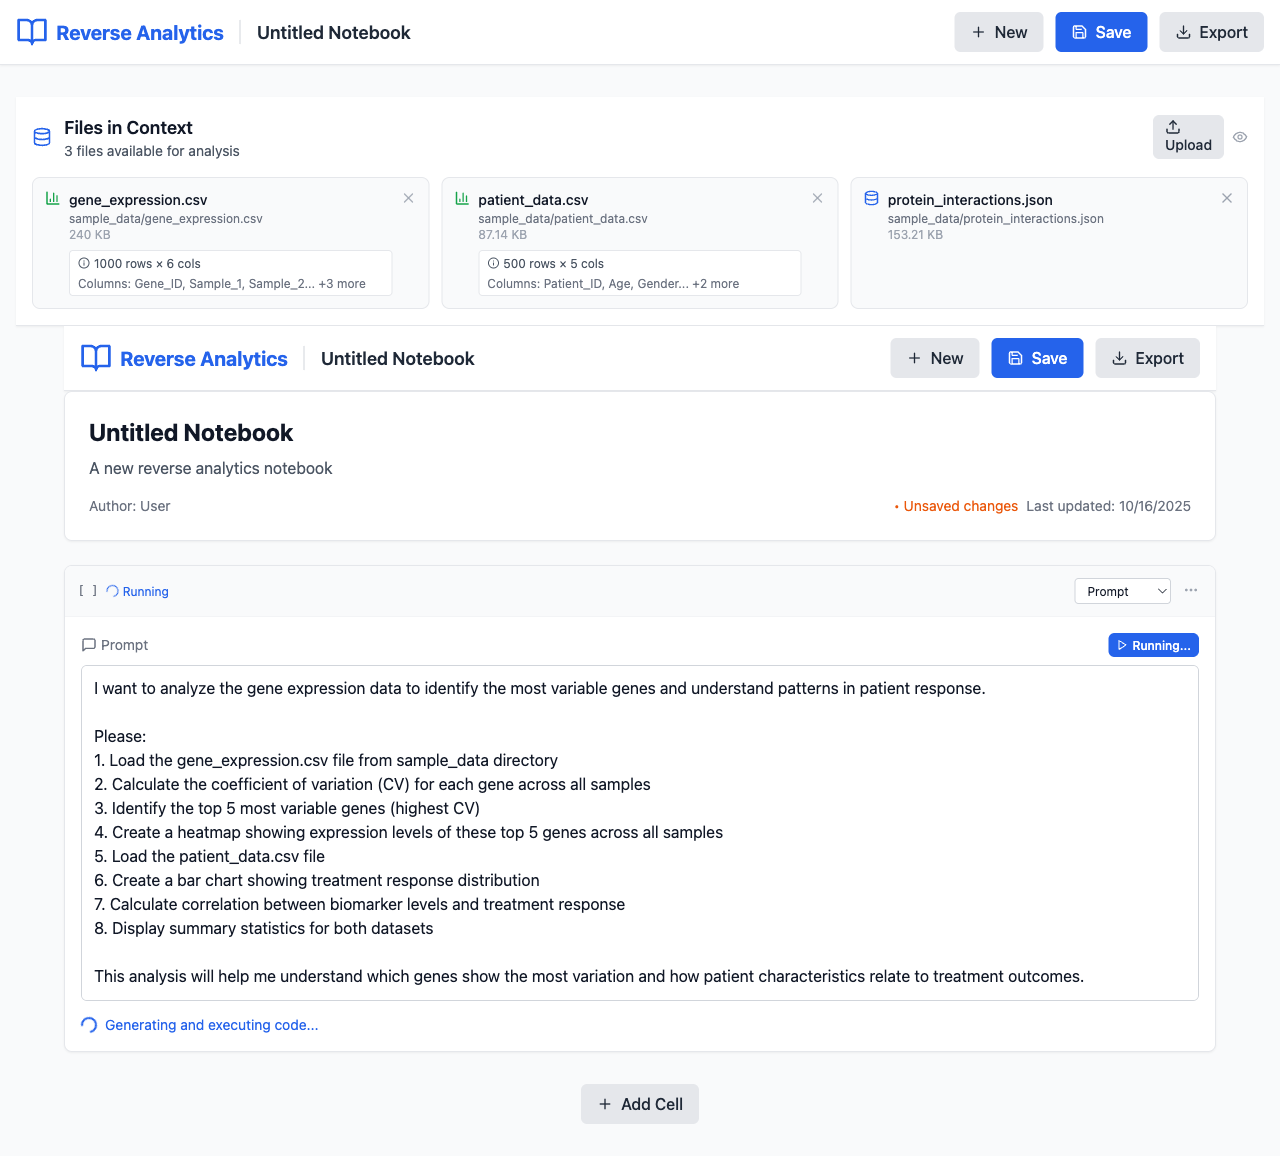 Reverse Analytics
Untitled Notebook
New
Save
Export
Files in Context
3 files available for analysis
Upload
gene_expression.csv
sample_data/gene_expression.csv
240 KB
1000 rows × 6 cols
Columns: Gene_ID, Sample_1, Sample_2... +3 more
patient_data.csv
sample_data/patient_data.csv
87.14 KB
500 rows × 5 cols
Columns: Patient_ID, Age, Gender... +2 more
protein_interactions.json
sample_data/protein_interactions.json
153.21 KB
Reverse Analytics
Untitled Notebook
New
Save
Export
Untitled Notebook
A new reverse analytics notebook
Author: User
• Unsaved changes
Last updated: 10/16/2025
[ ]
Running
Prompt
Prompt
Running...
I want to analyze the gene expression data to identify the most variable genes and understand patterns in patient response.
Please:
1. Load the gene_expression.csv file from sample_data directory
2. Calculate the coefficient of variation (CV) for each gene across all samples
3. Identify the top 5 most variable genes (highest CV)
4. Create a heatmap showing expression levels of these top 5 genes across all samples
5. Load the patient_data.csv file
6. Create a bar chart showing treatment response distribution
7. Calculate correlation between biomarker levels and treatment response
8. Display summary statistics for both datasets
This analysis will help me understand which genes show the most variation and how patient characteristics relate to treatment outcomes.
Generating and executing code...
Add Cell